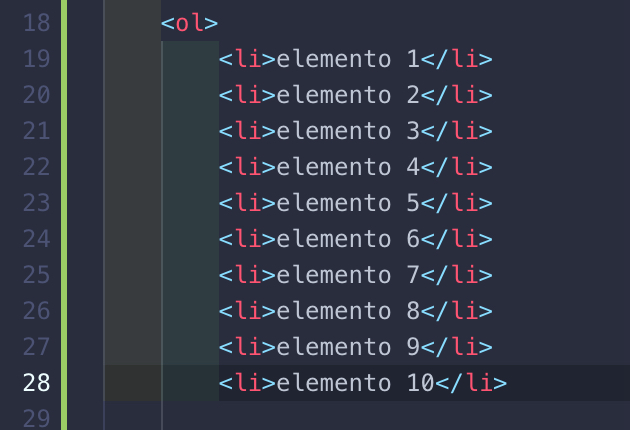 18 <ol>
19 <li>elemento 1</li>
20 <li>elemento 2</li>
21 <li>elemento 3</li>
22 <li>elemento 4</li>
23 <li>elemento 5</li>
24 <li>elemento 6</li>
25 <li>elemento 7</li>
26 <li>elemento 8</li>
27 <li>elemento 9</li>
28 <li>elemento 10</li>
29